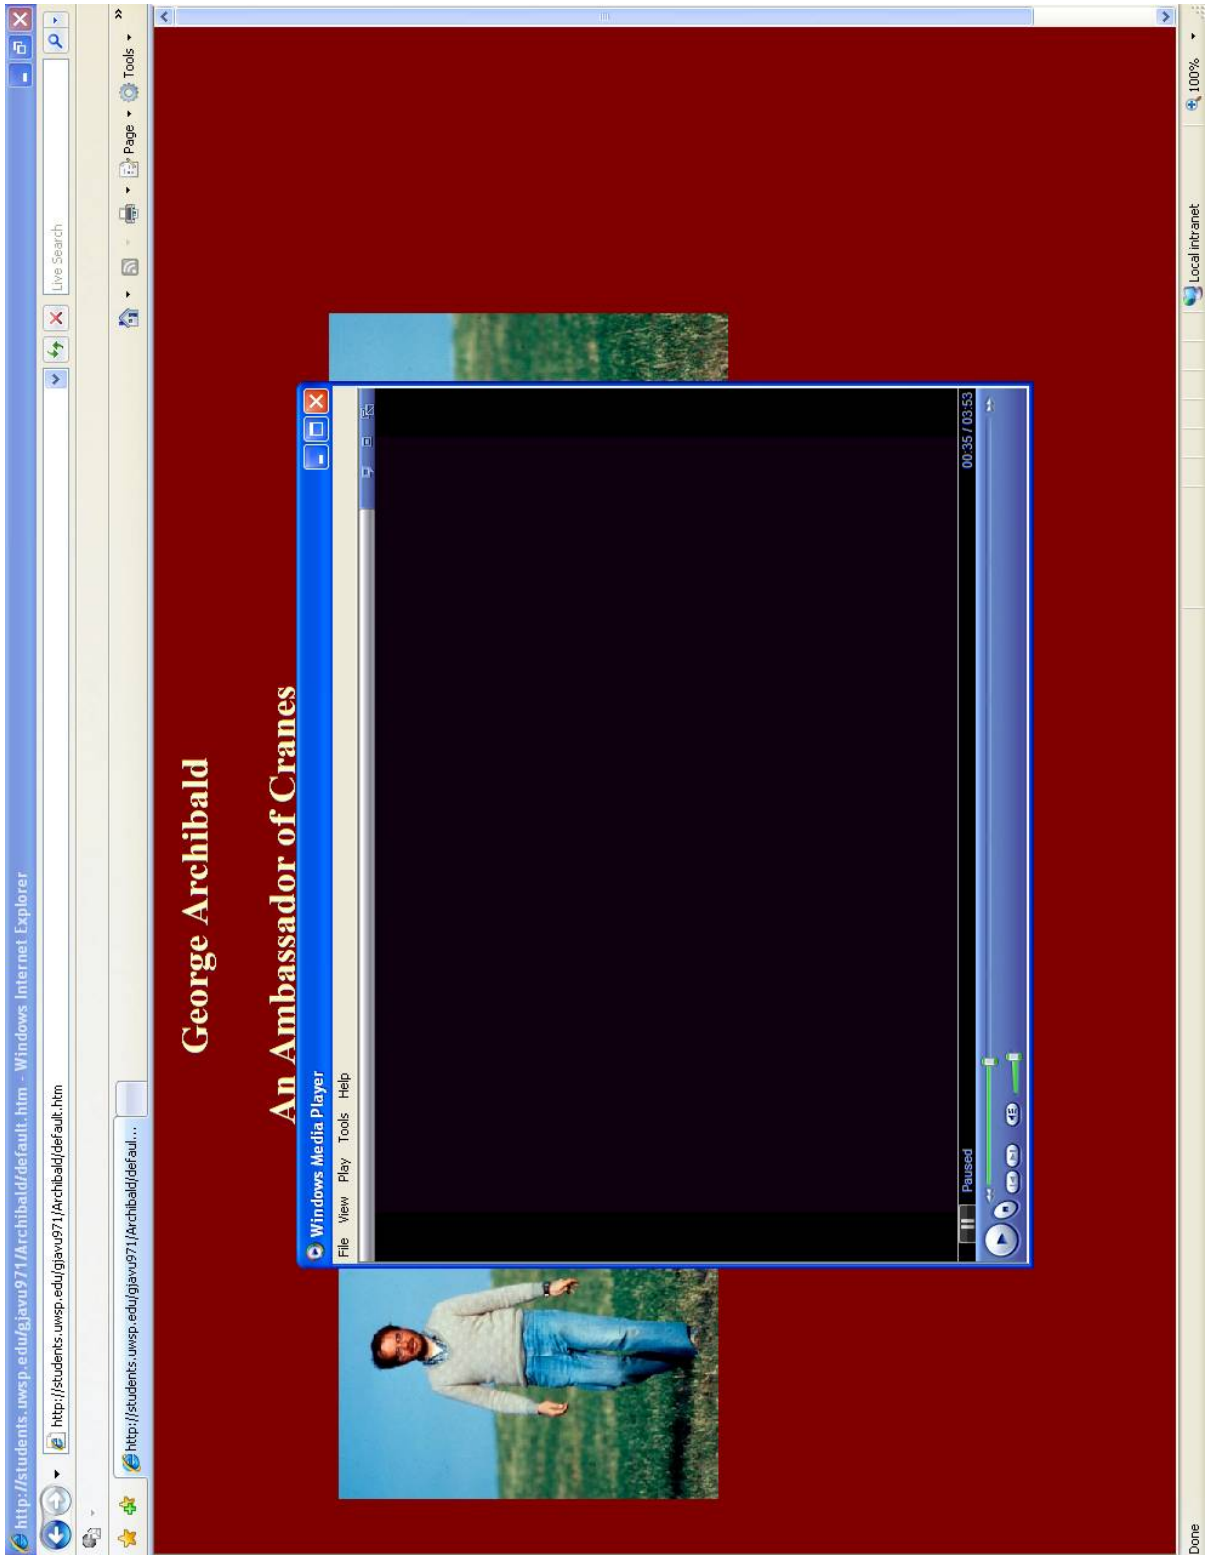 http://students.uwsp.edu/gjavu971/Archibald/default.htm - Windows Internet Explorer
http://students.uwsp.edu/gjavu971/Archibald/default.htm
Live Search
http://students.uwsp.edu/gjavu971/Archibald/defaul...
Page
Tools
George Archibald
An Ambassador of Cranes
Windows Media Player
File View Play Tools Help
Paused
00:35 / 03:53
Done
Local intranet
100%